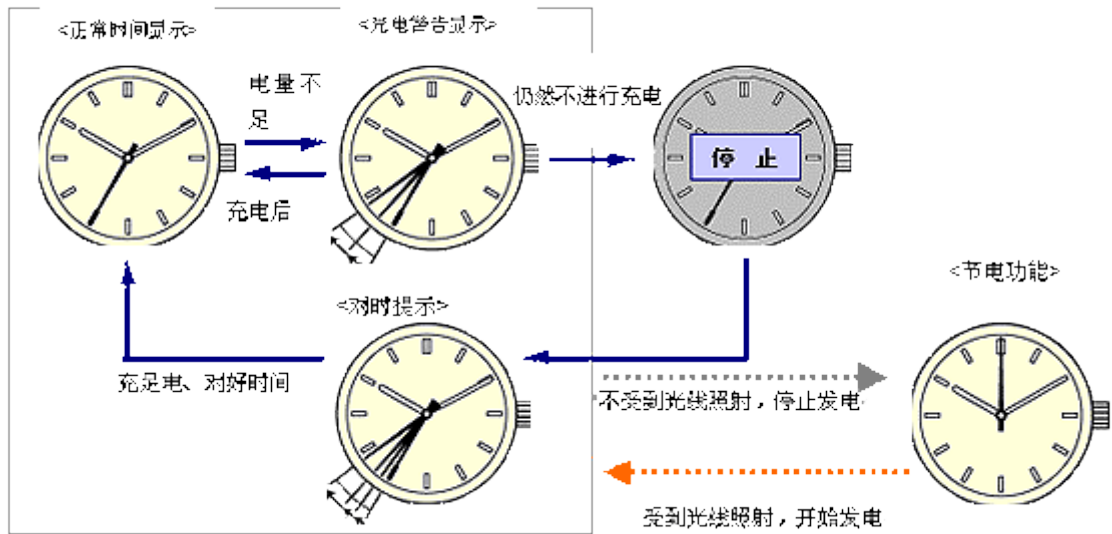 <正常时间显示>
<充电警告显示>
电量不
足
充电后
仍然不进行充电
停 止
<节电功能>
<对时提示>
充足电、对好时间
不受到光线照射，停止发电
受到光线照射，开始发电